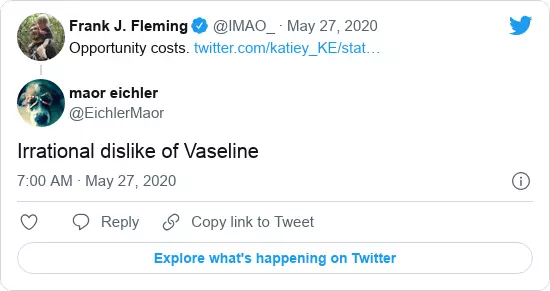 Frank J. Fleming @IMAO_ · May 27, 2020
Opportunity costs. twitter.com/katiey_KE/stat…
maor eichler
@EichlerMaor
Irrational dislike of Vaseline
7:00 AM · May 27, 2020
Reply Copy link to Tweet
Explore what's happening on Twitter